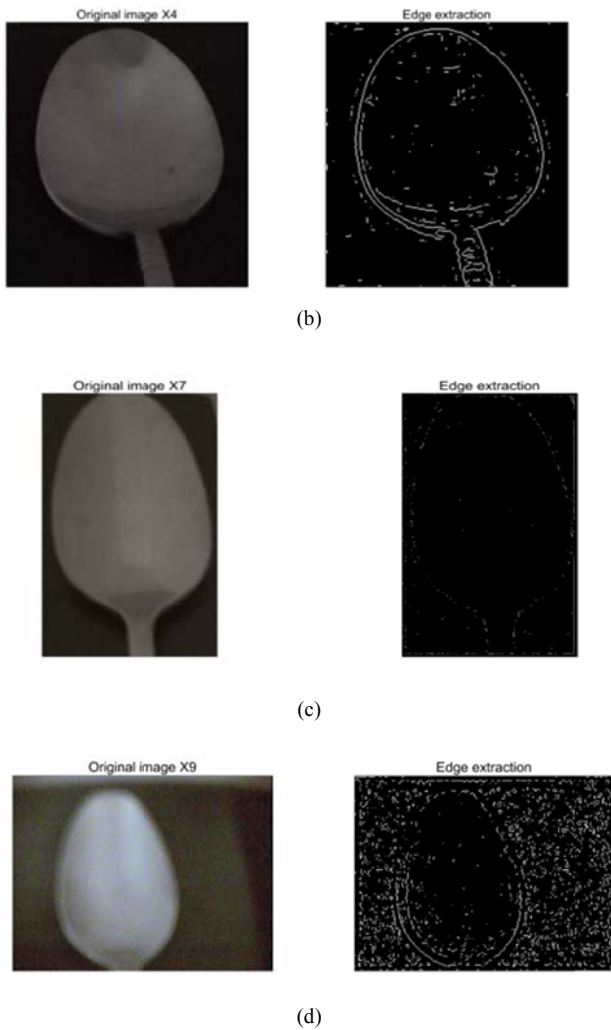 Original image X4
Edge extraction
(b)
Original image X7
Edge extraction
(c)
Original image X9
Edge extraction
(d)